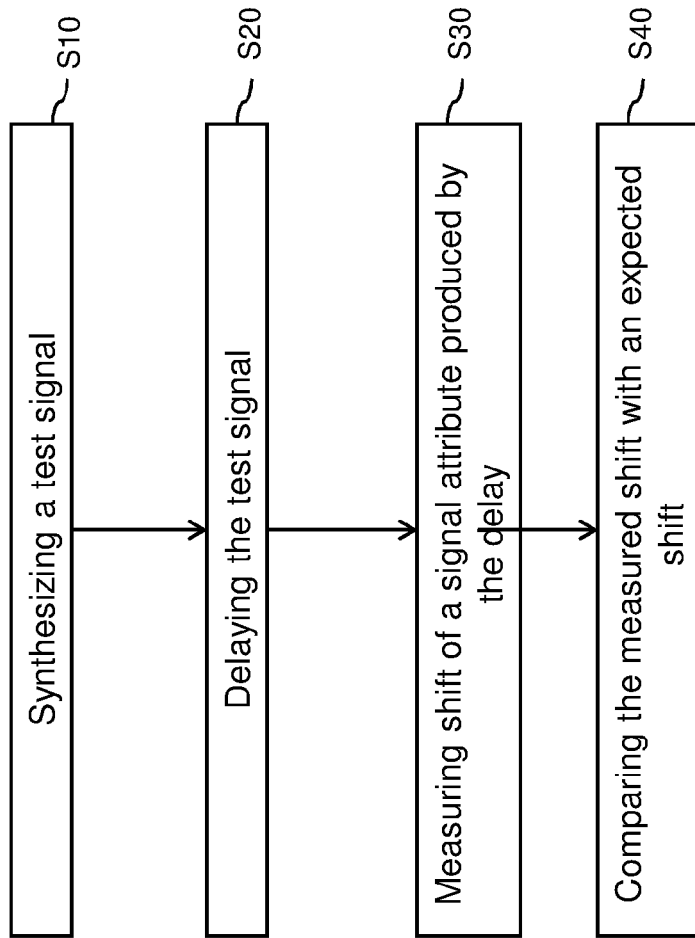 Synthesizing a test signal
S10
Delaying the test signal
S20
Measuring shift of a signal attribute produced by
the delay
S30
Comparing the measured shift with an expected
shift
S40